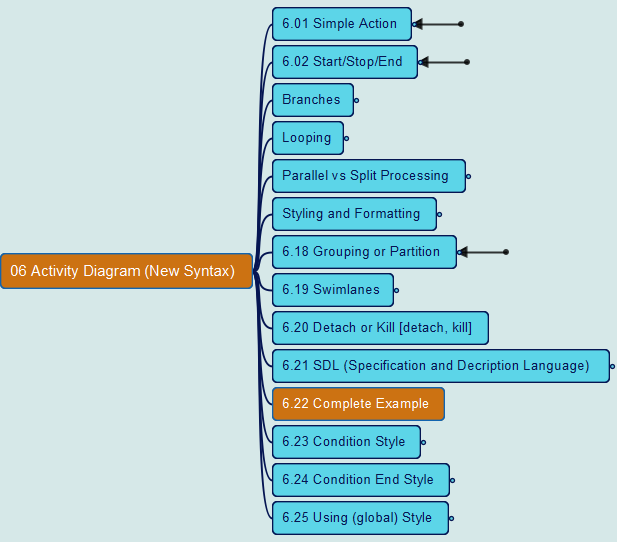 6.01 Simple Action
6.02 Start/Stop/End
Branches
Looping
Parallel vs Split Processing
Styling and Formatting
6.18 Grouping or Partition
06 Activity Diagram (New Syntax)
6.19 Swimlanes
6.20 Detach or Kill [detach, kill]
6.21 SDL (Specification and Decription Language)
6.22 Complete Example
6.23 Condition Style
6.24 Condition End Style
6.25 Using (global) Style